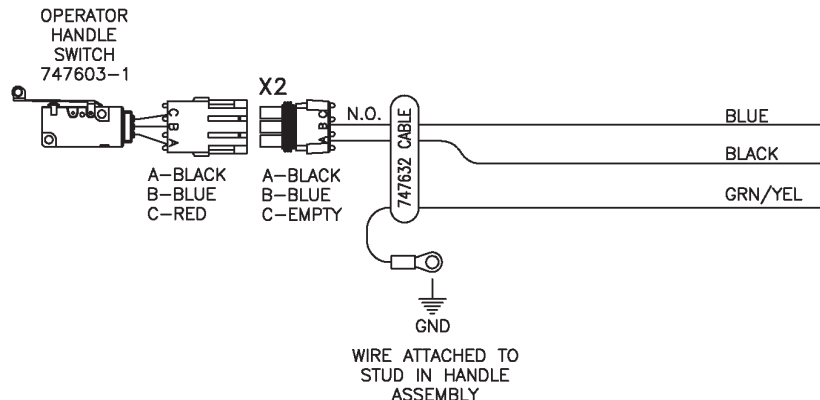 OPERATOR
HANDLE
SWITCH
747603-1
C
B
A
X2
C
B
A
N.O.
747632 CABLE
BLUE
BLACK
GRN/YEL
A-BLACK
B-BLUE
C-RED
A-BLACK
B-BLUE
C-EMPTY
GND
WIRE ATTACHED TO
STUD IN HANDLE
ASSEMBLY